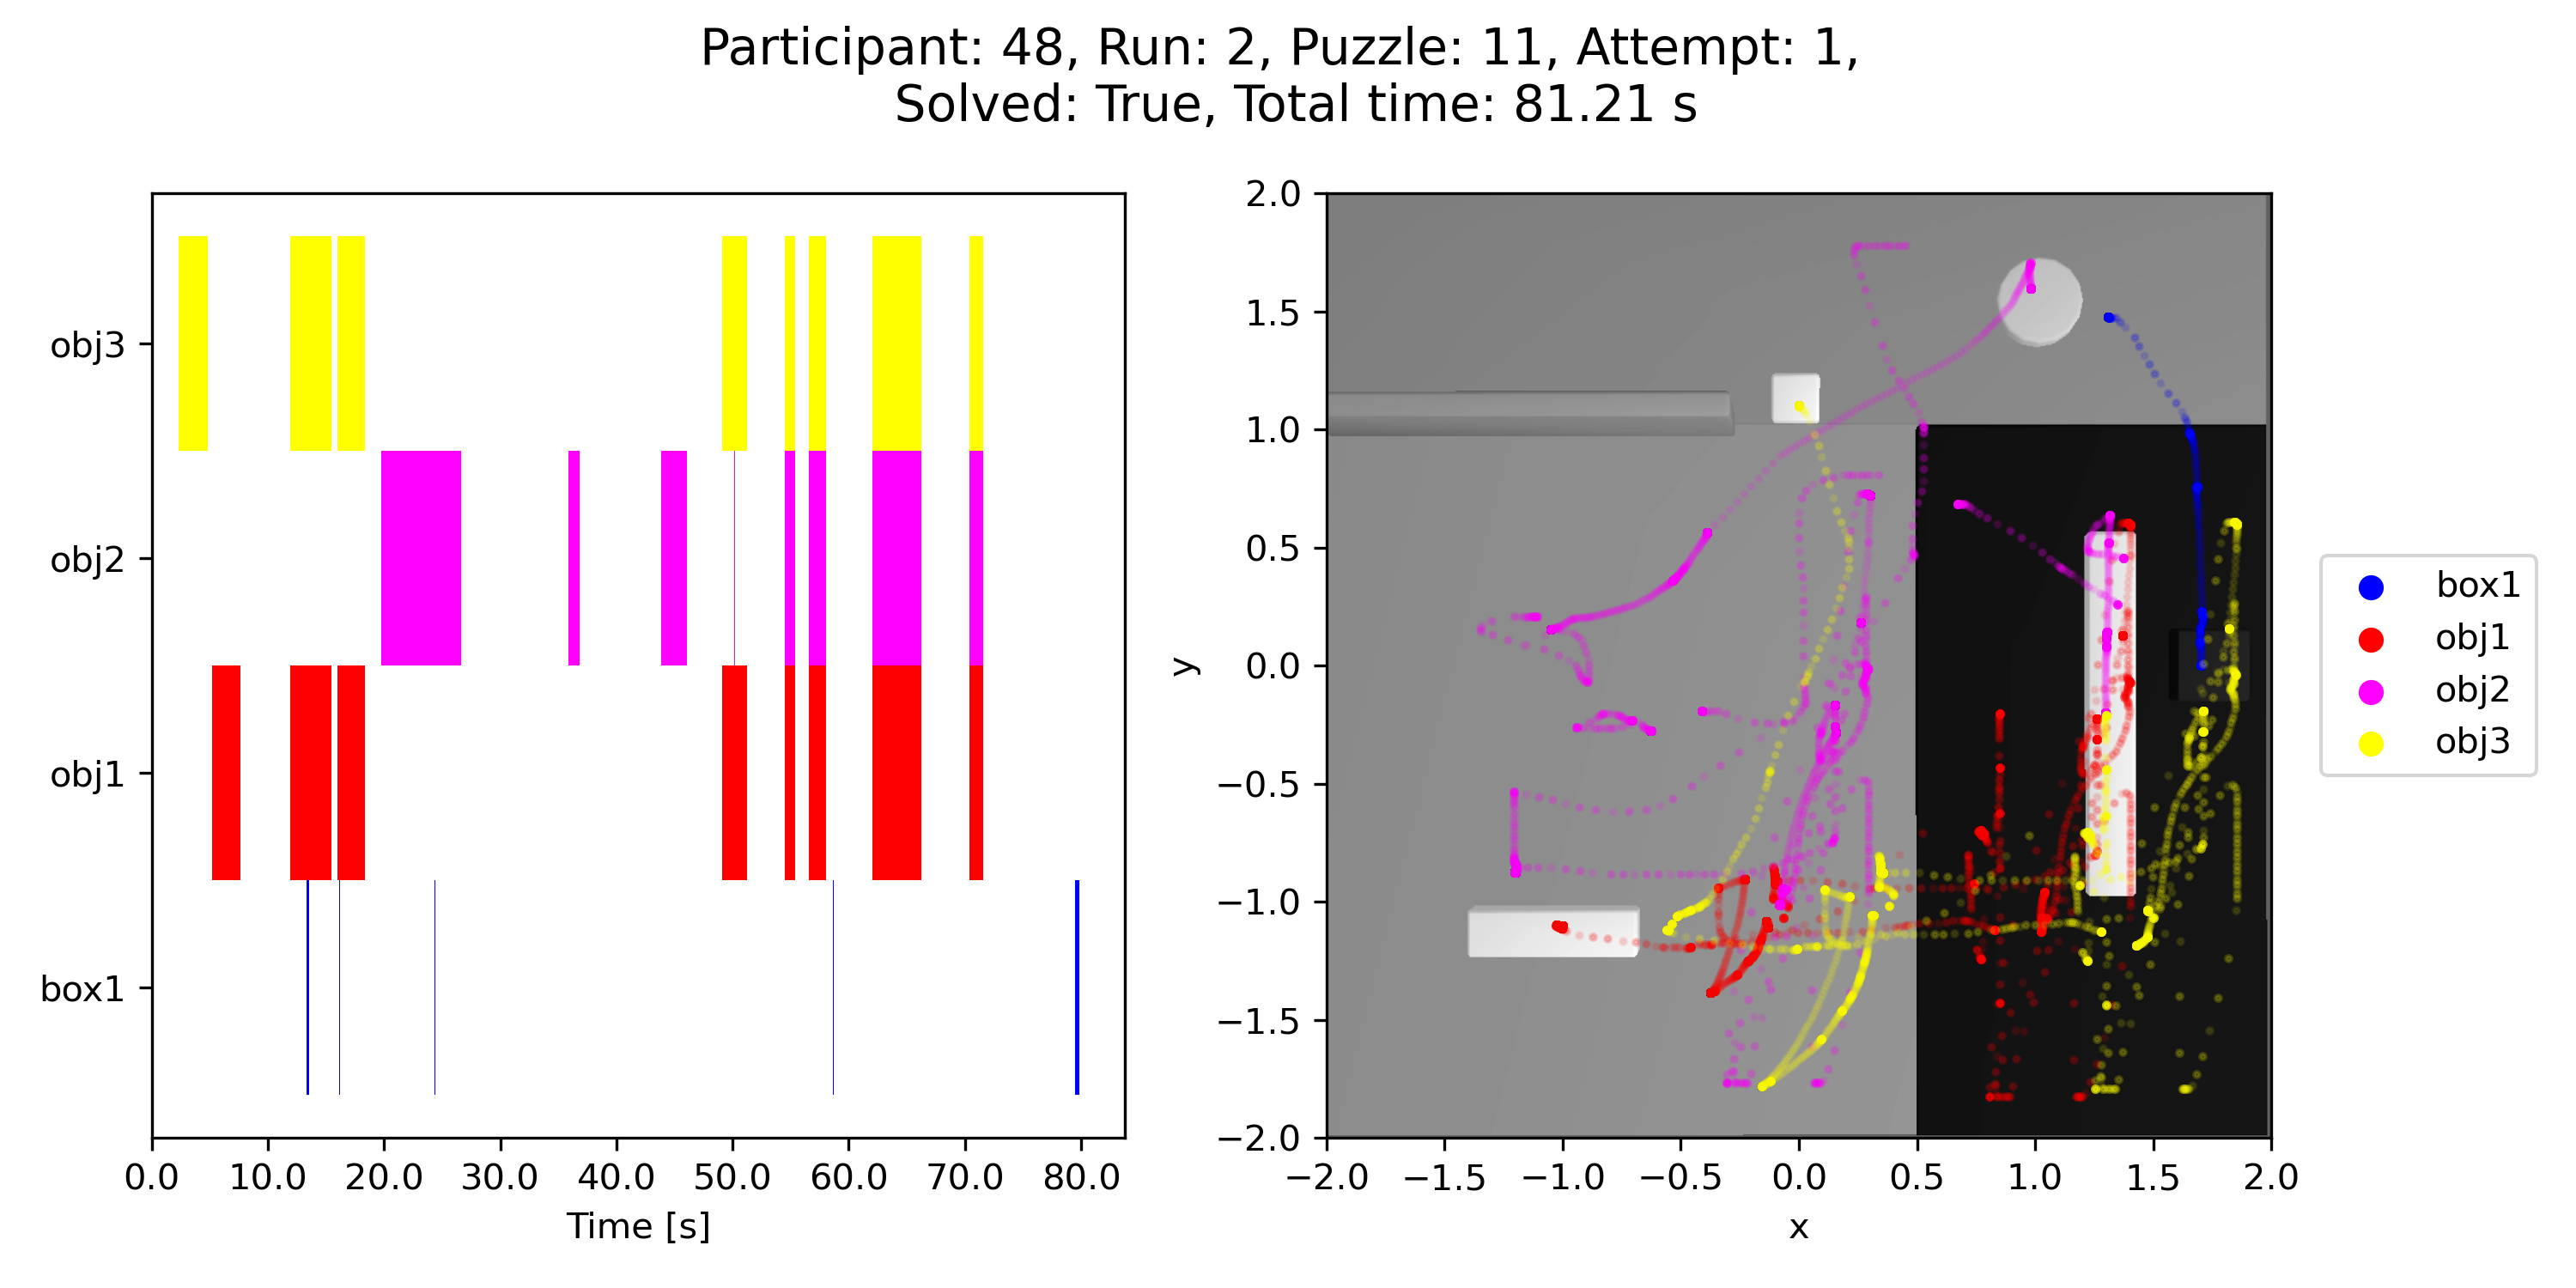 Participant: 48, Run: 2, Puzzle: 11, Attempt: 1,
Solved: True, Total time: 81.21 s
obj3
obj2
obj1
box1
0.0 10.0 20.0 30.0 40.0 50.0 60.0 70.0 80.0
Time [s]
2.0
1.5
1.0
0.5
0.0
−0.5
−1.0
−1.5
−2.0
y
−2.0 −1.5 −1.0 −0.5 0.0 0.5 1.0 1.5 2.0
x
box1
obj1
obj2
obj3